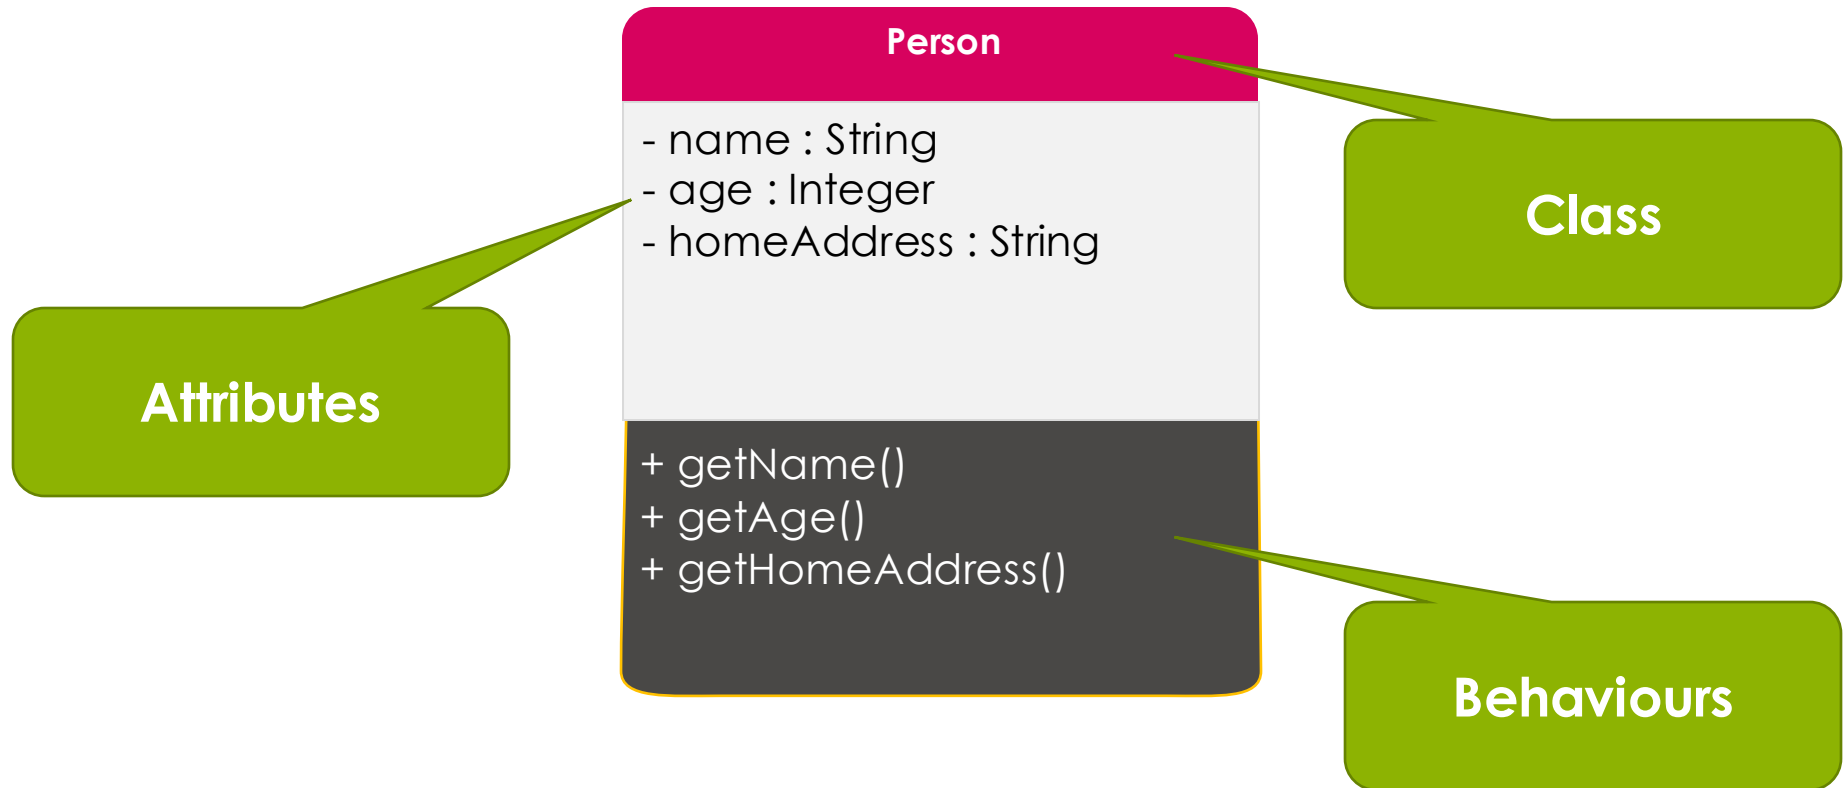 Person
- name : String
- age : Integer
- homeAddress : String
Class
Attributes
+ getName()
+ getAge()
+ getHomeAddress()
Behaviours